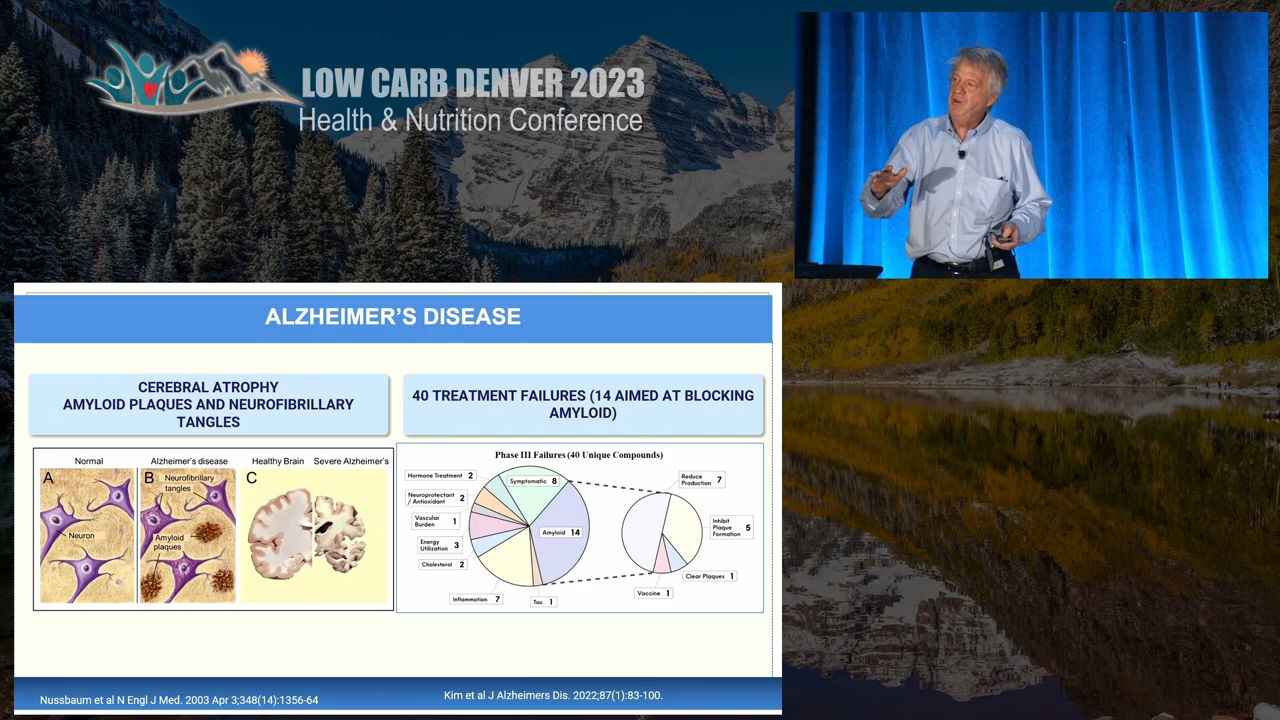 LOW CARB DENVER 2023
Health & Nutrition Conference
ALZHEIMER'S DISEASE
CEREBRAL ATROPHY
AMYLOID PLAQUES AND NEUROFIBRILLARY
TANGLES
40 TREATMENT FAILURES (14 AIMED AT BLOCKING
AMYLOID)
Normal
Alzheimer's disease
Healthy Brain
Severe Alzheimer's
A
B
C
Neurofibrillary
tangles
Neuron
Amyloid
plaques
Phase III Failures (40 Unique Compounds)
Hormone Treatment 2
Symptomatic 8
Neuroprotectant
/ Antioxidant 2
Vascular
Burden 1
Energy
Utilization 3
Cholesterol 2
Inflammation 7
Tau 1
Amyloid 14
Reduce
Production 7
Inhibit
Plaque
Formation 5
Clear Plaques 1
Vaccine 1
Nussbaum et al N Engl J Med. 2003 Apr 3;348(14):1356-64
Kim et al J Alzheimers Dis. 2022;87(1):83-100.